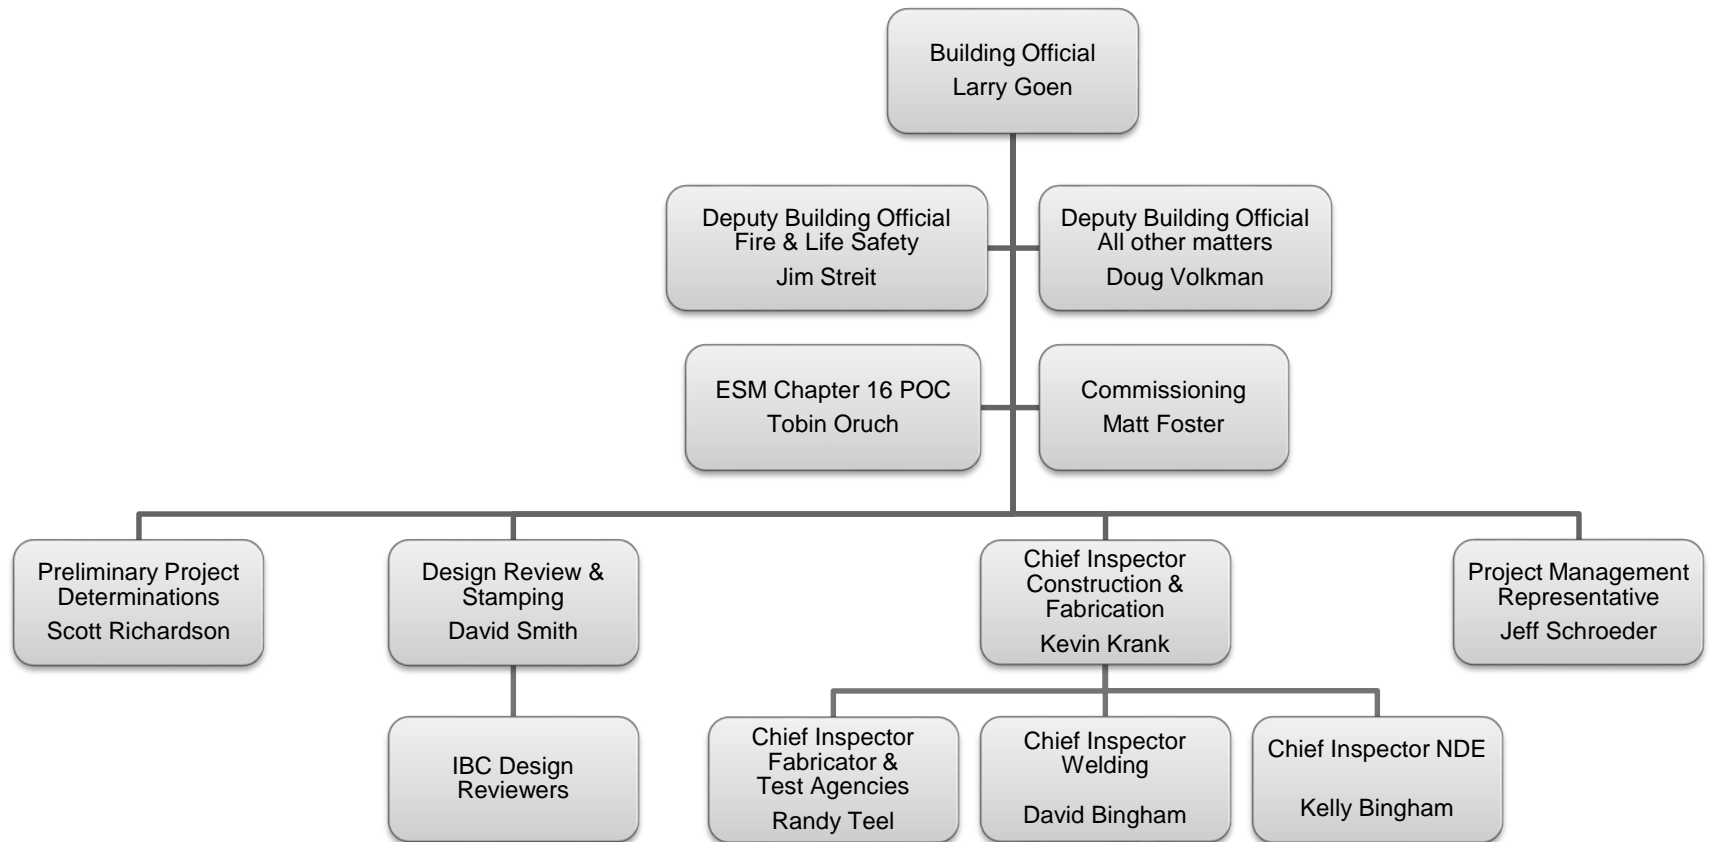 Building Official
Larry Goen
Deputy Building Official
Fire & Life Safety
Jim Streit
Deputy Building Official
All other matters
Doug Volkman
ESM Chapter 16 POC
Tobin Oruch
Commissioning
Matt Foster
Preliminary Project
Determinations
Scott Richardson
Design Review &
Stamping
David Smith
Chief Inspector
Construction &
Fabrication
Kevin Krank
Project Management
Representative
Jeff Schroeder
IBC Design
Reviewers
Chief Inspector
Fabricator &
Test Agencies
Randy Teel
Chief Inspector
Welding
David Bingham
Chief Inspector NDE
Kelly Bingham